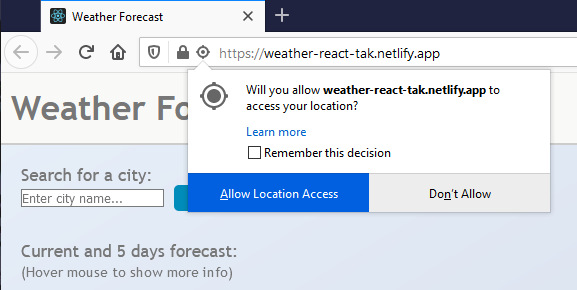 Weather Forecast
https://weather-react-tak.netlify.app
Will you allow weather-react-tak.netlify.app to
access your location?
Learn more
Remember this decision
Allow Location Access
Don't Allow
Weather Fo
Search for a city:
Enter city name...
Current and 5 days forecast:
(Hover mouse to show more info)